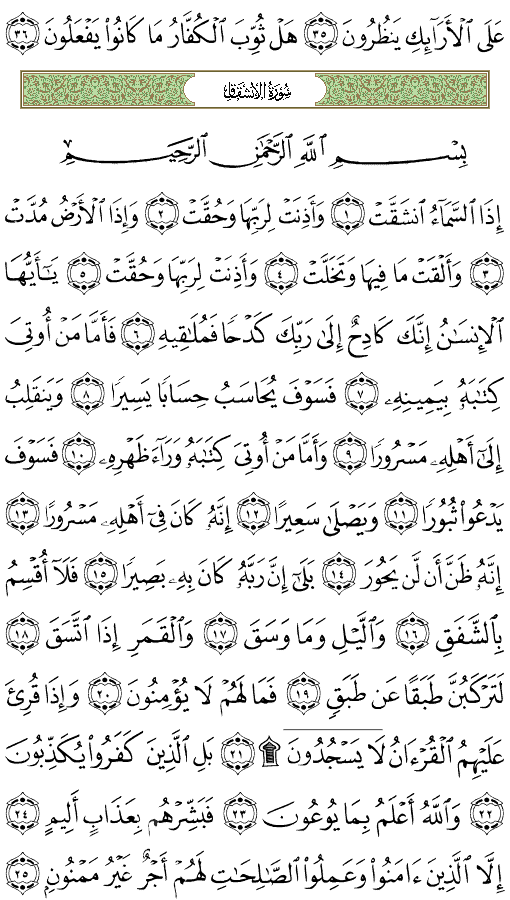 عَلَى ٱلْأَرَآئِكِ يَنظُرُونَ ٣٥ هَلْ ثُوِّبَ ٱلْكُفَّارُ مَا كَانُوا۟ يَفْعَلُونَ ٣٦
سُورَةُ الانْشِقَاقِ
بِسْمِ ٱللَّهِ ٱلرَّحْمَٰنِ ٱلرَّحِيمِ
إِذَا ٱلسَّمَآءُ ٱنشَقَّتْ ١ وَأَذِنَتْ لِرَبِّهَا وَحُقَّتْ ٢ وَإِذَا ٱلْأَرْضُ مُدَّتْ
٣ وَأَلْقَتْ مَا فِيهَا وَتَخَلَّتْ ٤ وَأَذِنَتْ لِرَبِّهَا وَحُقَّتْ ٥ يَٰٓأَيُّهَا
ٱلْإِنسَٰنُ إِنَّكَ كَادِحٌ إِلَىٰ رَبِّكَ كَدْحًا فَمُلَٰقِيهِ ٦ فَأَمَّا مَنْ أُوتِىَ
كِتَٰبَهُۥ بِيَمِينِهِۦ ٧ فَسَوْفَ يُحَاسَبُ حِسَابًا يَسِيرًا ٨ وَيَنقَلِبُ
إِلَىٰٓ أَهْلِهِۦ مَسْرُورًا ٩ وَأَمَّا مَنْ أُوتِىَ كِتَٰبَهُۥ وَرَآءَ ظَهْرِهِۦ ١٠ فَسَوْفَ
يَدْعُوا۟ ثُبُورًا ١١ وَيَصْلَىٰ سَعِيرًا ١٢ إِنَّهُۥ كَانَ فِىٓ أَهْلِهِۦ مَسْرُورًا ١٣
إِنَّهُۥ ظَنَّ أَن لَّن يَحُورَ ١٤ بَلَىٰٓ إِنَّ رَبَّهُۥ كَانَ بِهِۦ بَصِيرًا ١٥ فَلَآ أُقْسِمُ
بِٱلشَّفَقِ ١٦ وَٱلَّيْلِ وَمَا وَسَقَ ١٧ وَٱلْقَمَرِ إِذَا ٱتَّسَقَ ١٨
لَتَرْكَبُنَّ طَبَقًا عَن طَبَقٍ ١٩ فَمَا لَهُمْ لَا يُؤْمِنُونَ ٢٠ وَإِذَا قُرِئَ
عَلَيْهِمُ ٱلْقُرْءَانُ لَا يَسْجُدُونَ ۩ ٢١ بَلِ ٱلَّذِينَ كَفَرُوا۟ يُكَذِّبُونَ
٢٢ وَٱللَّهُ أَعْلَمُ بِمَا يُوعُونَ ٢٣ فَبَشِّرْهُم بِعَذَابٍ أَلِيمٍ ٢٤
إِلَّا ٱلَّذِينَ ءَامَنُوا۟ وَعَمِلُوا۟ ٱلصَّٰلِحَٰتِ لَهُمْ أَجْرٌ غَيْرُ مَمْنُونٍۭ ٢٥